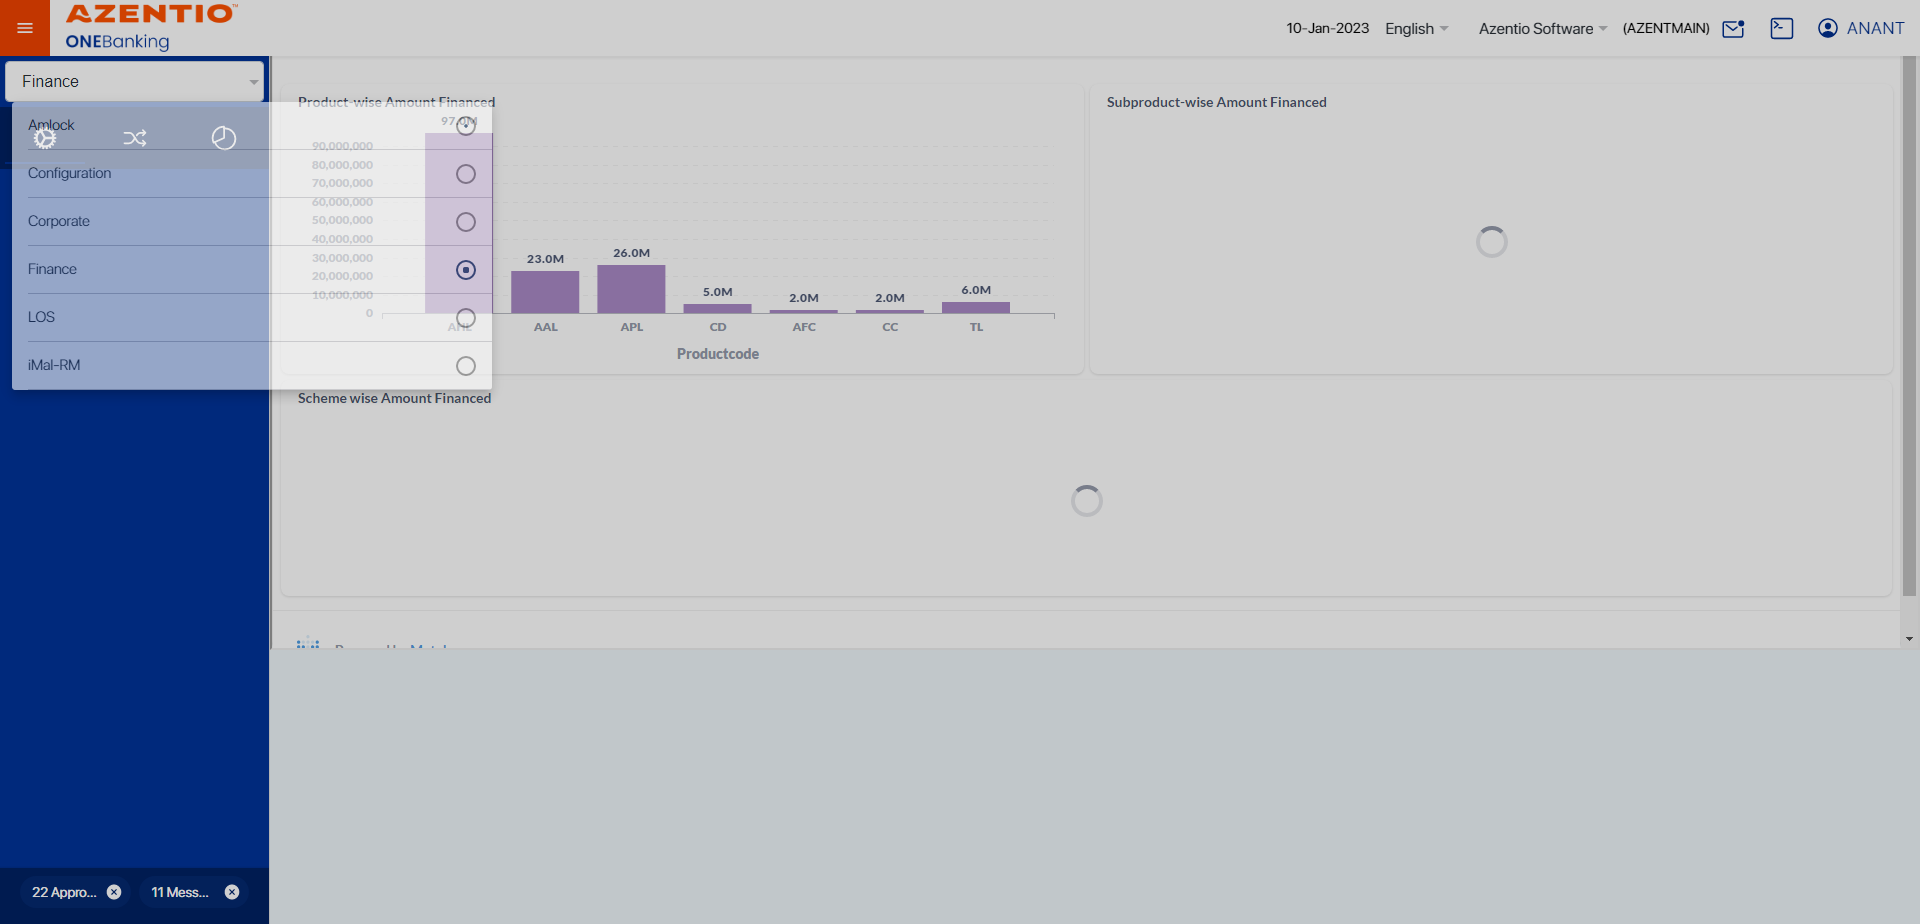 AZENTIO™
ONEBanking
10-Jan-2023 English Azentio Software (AZENTMAIN) ANANT
Finance
Amlock
Configuration
Corporate
Finance
LOS
iMal-RM
Product-wise Amount Financed
97.0M
90,000,000
80,000,000
70,000,000
60,000,000
50,000,000
40,000,000
30,000,000
20,000,000
10,000,000
0
23.0M
26.0M
5.0M
2.0M
2.0M
6.0M
AHL AAL APL CD AFC CC TL
Productcode
Subproduct-wise Amount Financed
Scheme wise Amount Financed
22 Appro...
11 Mess...